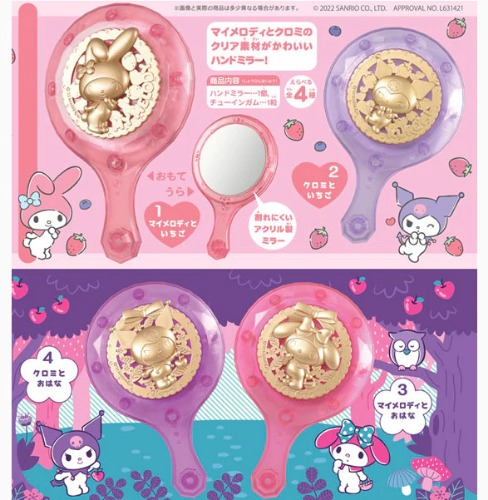 ※画像と実際の商品は多少異なる場合があります。
© 2022 SANRIO CO., LTD. APPROVAL NO. L631421
マイメロディとクロミの
クリア素材がかわいい
ハンドミラー!
商品内容
ハンドミラー…1個、
チューインガム…1粒
えらべる
全4種
おもて
うら
1
マイメロディと
いちご
2
クロミと
いちご
割れにくい
アクリル製
ミラー
4
クロミと
おはな
3
マイメロディと
おはな